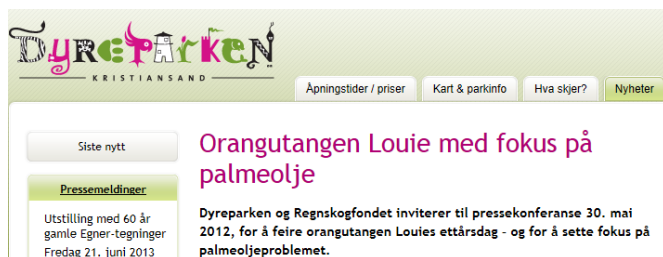 DYREPARKEN
KRISTIANSAND
Åpningstider / priser
Kart & parkinfo
Hva skjer?
Nyheter
Siste nytt
Pressemeldinger
Utstilling med 60 år
gamle Egner-tegninger
Fredag 21. juni 2013
Orangutangen Louie med fokus på
palmeolje
Dyreparken og Regnskogfondet inviterer til pressekonferanse 30. mai
2012, for å feire orangutangen Louies ettårsdag - og for å sette fokus på
palmeoljeproblemet.